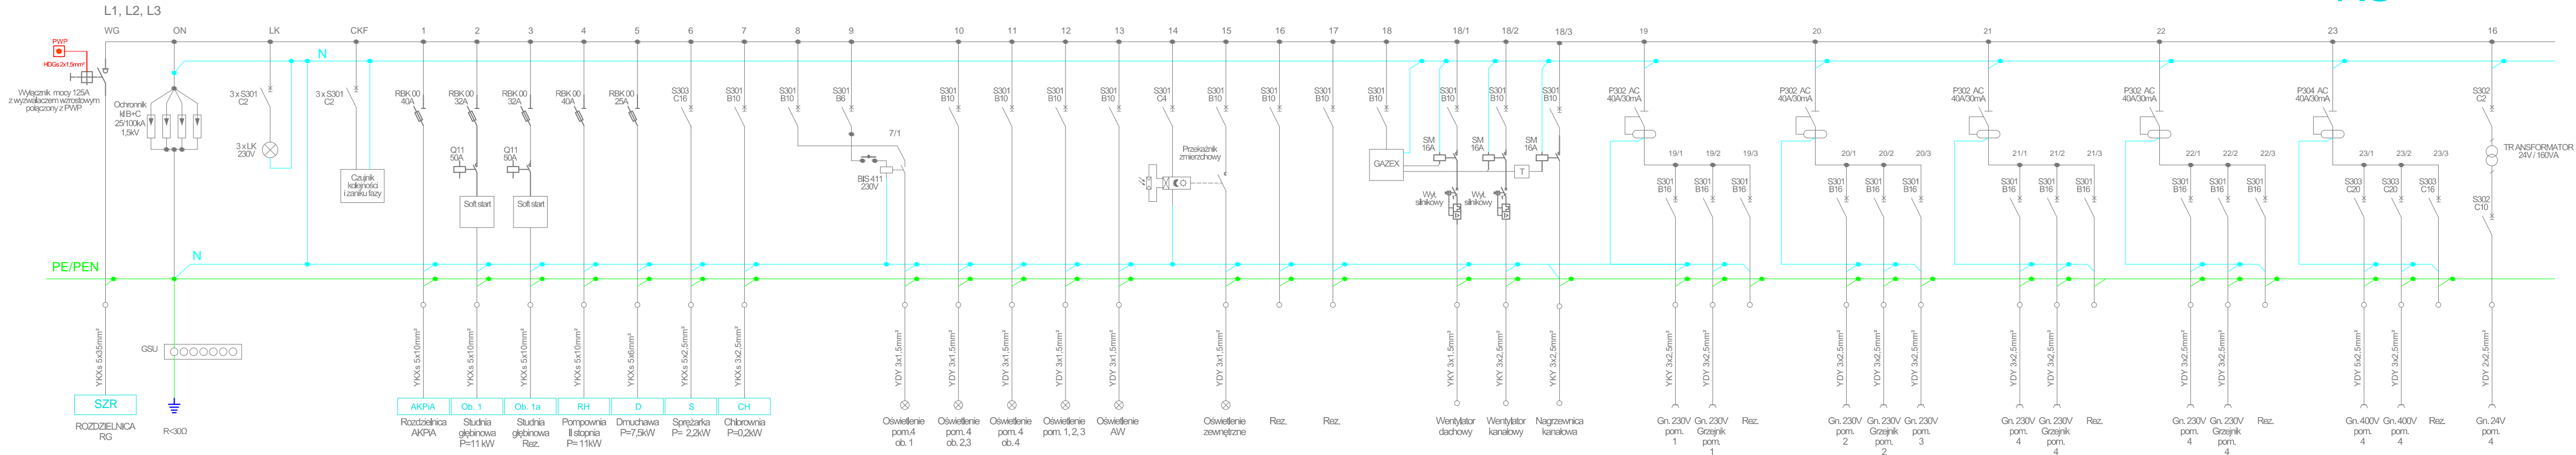 L1, L2, L3
WG
ON
LK
CKF
1
2
3
4
5
6
7
8
9
10
11
12
13
14
15
16
17
18
18/1
18/2
18/3
19
20
21
22
23
16
PWP
HDGs 2x1,5mm²
N
Wyłącznik mocy 125A
z wyzwalaczem wzrostowym
połączony z PWP
Ochronnik
kl B+C
25/100kA
1,5kV
3 x S301
C2
3 x LK
230V
3 x S301
C2
Czujnik
kolejności
i zaniku fazy
RBK 00
40A
RBK 00
32A
RBK 00
32A
RBK 00
40A
RBK 00
25A
S303
C16
S301
B10
S301
B10
S301
B6
S301
B10
S301
B10
S301
B10
S301
B10
S301
C4
S301
B10
S301
B10
S301
B10
S301
B10
S301
B10
S301
B10
S301
B10
P302 AC
40A/30mA
P302 AC
40A/30mA
P302 AC
40A/30mA
P302 AC
40A/30mA
P304 AC
40A/30mA
S302
C2
Q11
50A
Q11
50A
Soft start
Soft start
7/1
BIS 411
230V
Przekaźnik
zmierzchowy
GAZEX
SM
16A
SM
16A
SM
16A
T
Wył.
silnikowy
Wył.
silnikowy
19/1
19/2
19/3
20/1
20/2
20/3
21/1
21/2
21/3
22/1
22/2
22/3
23/1
23/2
23/3
TRANSFORMATOR
24V / 160VA
S301
B16
S301
B16
S301
B16
S301
B16
S301
B16
S301
B16
S301
B16
S301
B16
S301
B16
S301
B16
S301
B16
S301
B16
S303
C20
S303
C20
S303
C16
S302
C10
N
PE/PEN
GSU
YKXs 5x35mm²
YKXs 5x10mm²
YKXs 5x10mm²
YKXs 5x10mm²
YKXs 5x10mm²
YKXs 5x6mm²
YKXs 5x2,5mm²
YKXs 3x2,5mm²
YDY 3x1,5mm²
YDY 3x1,5mm²
YDY 3x1,5mm²
YDY 3x1,5mm²
YDY 3x1,5mm²
YDY 3x1,5mm²
YKY 3x1,5mm²
YKY 3x2,5mm²
YKY 3x2,5mm²
YKY 3x2,5mm²
YDY 3x2,5mm²
YDY 3x2,5mm²
YDY 3x2,5mm²
YDY 3x2,5mm²
YDY 3x2,5mm²
YDY 3x2,5mm²
YDY 3x2,5mm²
YDY 3x2,5mm²
YDY 5x2,5mm²
YDY 5x2,5mm²
YDY 2x2,5mm²
SZR
ROZDZIELNICA
RG
R<30Ω
AKPiA
Rozdzielnica
AKPiA
Ob. 1
Studnia
głębinowa
P=11 kW
Ob. 1a
Studnia
głębinowa
Rez.
RH
Pompownia
II stopnia
P= 11kW
D
Dmuchawa
P=7,5kW
S
Sprężarka
P= 2,2kW
CH
Chlorownia
P=0,2kW
Oświetlenie
pom.4
ob. 1
Oświetlenie
pom. 4
ob. 2,3
Oświetlenie
pom. 4
ob. 4
Oświetlenie
pom. 1, 2, 3
Oświetlenie
AW
Oświetlenie
zewnętrzne
Rez.
Rez.
Wentylator
dachowy
Wentylator
kanałowy
Nagrzewnica
kanałowa
Gn. 230V
pom.
1
Gn. 230V
Grzejnik
pom.
1
Rez.
Gn. 230V
pom.
2
Gn. 230V
Grzejnik
pom.
2
Gn. 230V
pom.
3
Gn. 230V
pom.
4
Gn. 230V
Grzejnik
pom.
4
Rez.
Gn. 230V
pom.
4
Gn. 230V
Grzejnik
pom.
4
Rez.
Gn. 400V
pom.
4
Gn. 400V
pom.
4
Rez.
Gn. 24V
pom.
4